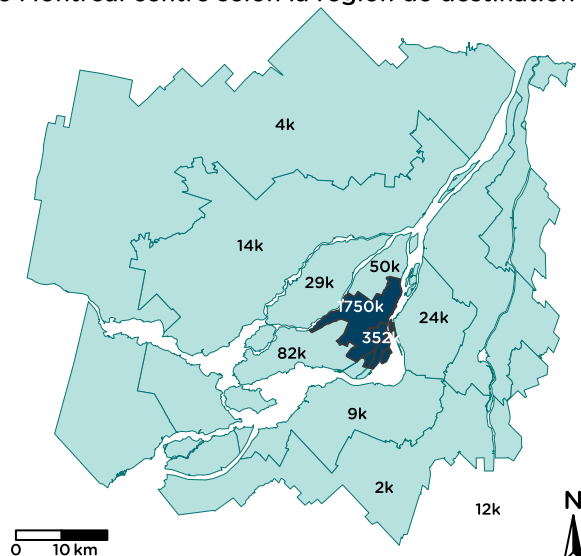 Montréal centre selon la région de destination
4k
14k
50k
29k
1750k
24k
352k
82k
9k
2k
12k
N
0 10 km